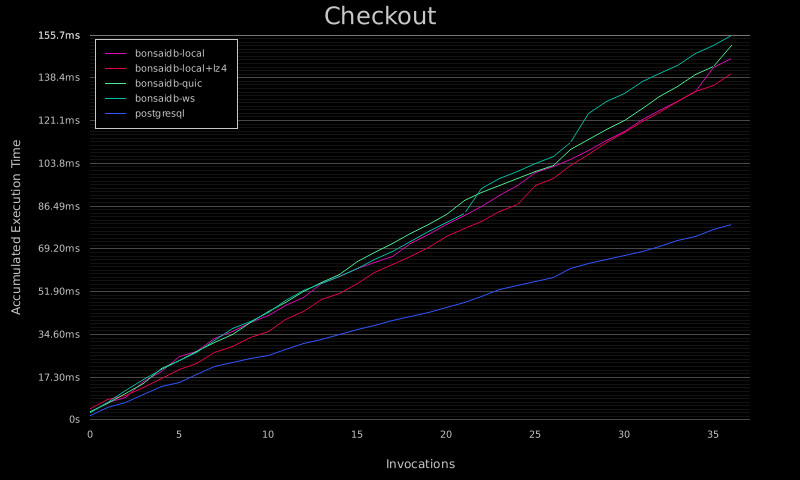 Checkout
155.7ms
138.4ms
121.1ms
103.8ms
86.49ms
69.20ms
51.90ms
34.60ms
17.30ms
0s
Accumulated Execution Time
bonsaidb-local
bonsaidb-local+lz4
bonsaidb-quic
bonsaidb-ws
postgresql
0 5 10 15 20 25 30 35
Invocations